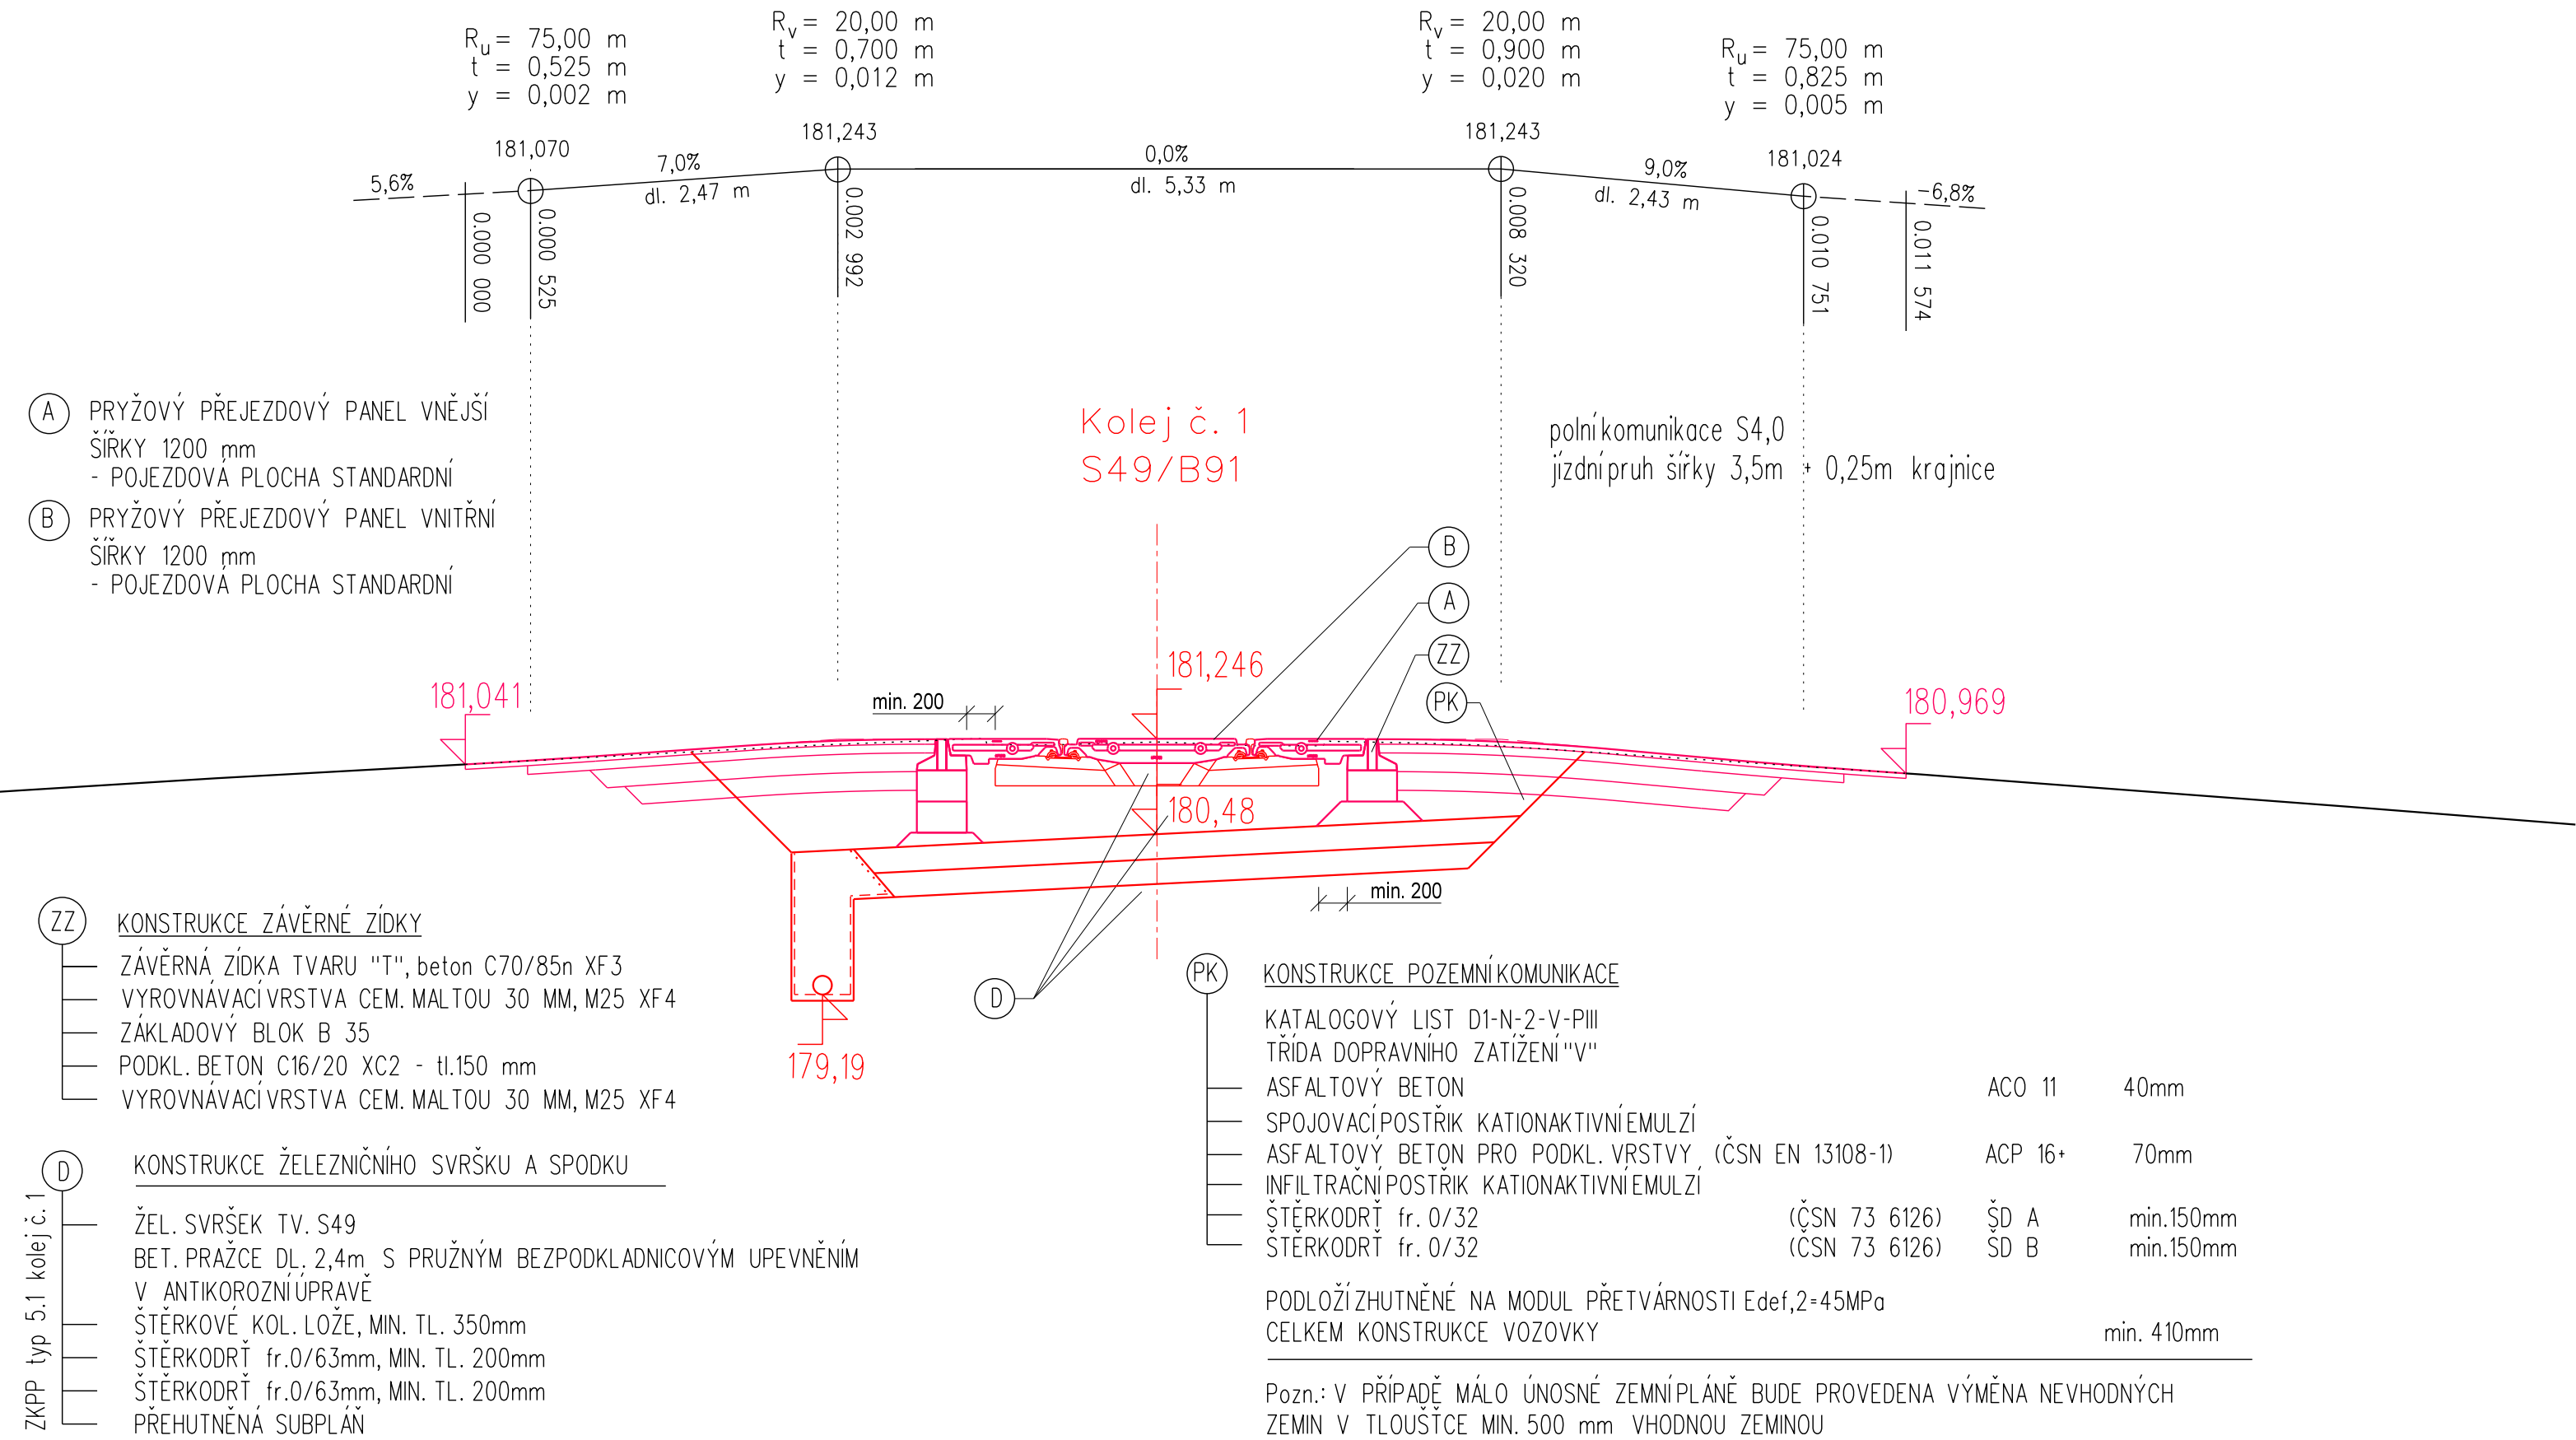 Ru = 75,00 m
t = 0,525 m
y = 0,002 m
Rv = 20,00 m
t = 0,700 m
y = 0,012 m
Rv = 20,00 m
t = 0,900 m
y = 0,020 m
Ru = 75,00 m
t = 0,825 m
y = 0,005 m
181,070
181,243
181,243
181,024
5,6%
7,0%
dl. 2,47 m
0,0%
dl. 5,33 m
9,0%
dl. 2,43 m
-6,8%
0.000 000
0.000 525
0.002 992
0.008 320
0.010 751
0.011 574
A PRYŽOVÝ PŘEJEZDOVÝ PANEL VNĚJŠÍ
ŠÍŘKY 1200 mm
- POJEZDOVÁ PLOCHA STANDARDNÍ
B PRYŽOVÝ PŘEJEZDOVÝ PANEL VNITŘNÍ
ŠÍŘKY 1200 mm
- POJEZDOVÁ PLOCHA STANDARDNÍ
Kolej č. 1
S49/B91
polní komunikace S4,0
jízdní pruh šířky 3,5m + 0,25m krajnice
B
A
ZZ
PK
181,041
min. 200
181,246
180,969
180,48
min. 200
D
179,19
ZZ KONSTRUKCE ZÁVĚRNÉ ZÍDKY
ZÁVĚRNÁ ZÍDKA TVARU "T", beton C70/85n XF3
VYROVNÁVACÍ VRSTVA CEM. MALTOU 30 MM, M25 XF4
ZÁKLADOVÝ BLOK B 35
PODKL. BETON C16/20 XC2 - tl.150 mm
VYROVNÁVACÍ VRSTVA CEM. MALTOU 30 MM, M25 XF4
D KONSTRUKCE ŽELEZNIČNÍHO SVRŠKU A SPODKU
ZKPP typ 5.1 kolej č. 1
ŽEL. SVRŠEK TV. S49
BET. PRAŽCE DL. 2,4m S PRUŽNÝM BEZPODKLADNICOVÝM UPEVNĚNÍM
V ANTIKOROZNÍ ÚPRAVĚ
ŠTĚRKOVÉ KOL. LOŽE, MIN. TL. 350mm
ŠTĚRKODRŤ fr.0/63mm, MIN. TL. 200mm
ŠTĚRKODRŤ fr.0/63mm, MIN. TL. 200mm
PŘEHUTNĚNÁ SUBPLÁŇ
PK KONSTRUKCE POZEMNÍ KOMUNIKACE
KATALOGOVÝ LIST D1-N-2-V-PIII
TŘÍDA DOPRAVNÍHO ZATÍŽENÍ "V"
ASFALTOVÝ BETON ACO 11 40mm
SPOJOVACÍ POSTŘIK KATIONAKTIVNÍ EMULZÍ
ASFALTOVÝ BETON PRO PODKL. VRSTVY (ČSN EN 13108-1) ACP 16+ 70mm
INFILTRAČNÍ POSTŘIK KATIONAKTIVNÍ EMULZÍ
ŠTĚRKODRŤ fr. 0/32 (ČSN 73 6126) ŠD A min.150mm
ŠTĚRKODRŤ fr. 0/32 (ČSN 73 6126) ŠD B min.150mm
PODLOŽÍ ZHUTNĚNÉ NA MODUL PŘETVÁRNOSTI Edef,2=45MPa
CELKEM KONSTRUKCE VOZOVKY min. 410mm
Pozn.: V PŘÍPADĚ MÁLO ÚNOSNÉ ZEMNÍ PLÁNĚ BUDE PROVEDENA VÝMĚNA NEVHODNÝCH
ZEMIN V TLOUŠŤCE MIN. 500 mm VHODNOU ZEMINOU